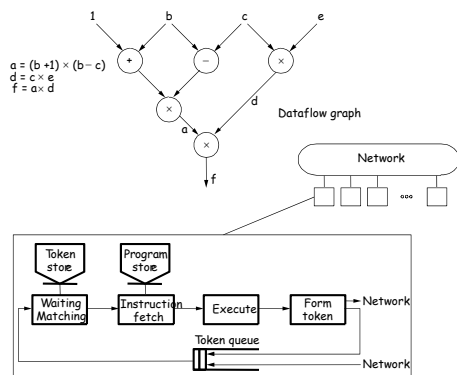 1 b c e
a = (b +1) × (b – c)
d = c × e
f = a × d
+ – ×
×
d
a
×
Dataflow graph
f
Network
Token
store
Program
store
Waiting
Matching
Instruction
fetch
Execute
Form
token
Network
Token queue
Network